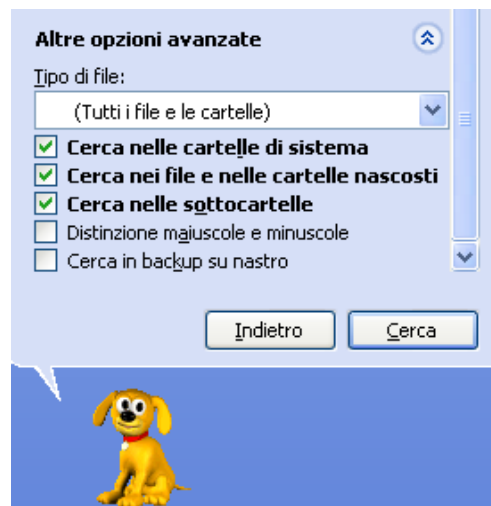 Altre opzioni avanzate
Tipo di file:
(Tutti i file e le cartelle)
Cerca nelle cartelle di sistema
Cerca nei file e nelle cartelle nascosti
Cerca nelle sottocartelle
Distinzione maiuscole e minuscole
Cerca in backup su nastro
Indietro
Cerca